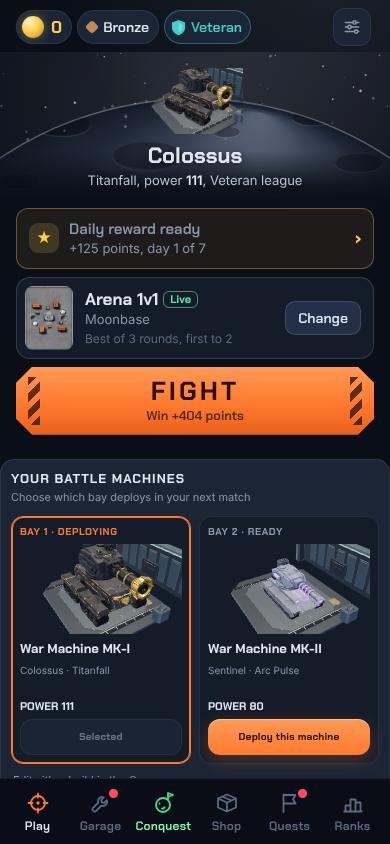 0
Bronze
Veteran
Colossus
Titanfall, power 111, Veteran league
Daily reward ready
+125 points, day 1 of 7
Arena 1v1 Live
Moonbase
Best of 3 rounds, first to 2
Change
FIGHT
Win +404 points
YOUR BATTLE MACHINES
Choose which bay deploys in your next match
BAY 1 · DEPLOYING
War Machine MK-I
Colossus · Titanfall
POWER 111
Selected
BAY 2 · READY
War Machine MK-II
Sentinel · Arc Pulse
POWER 80
Deploy this machine
Play
Garage
Conquest
Shop
Quests
Ranks